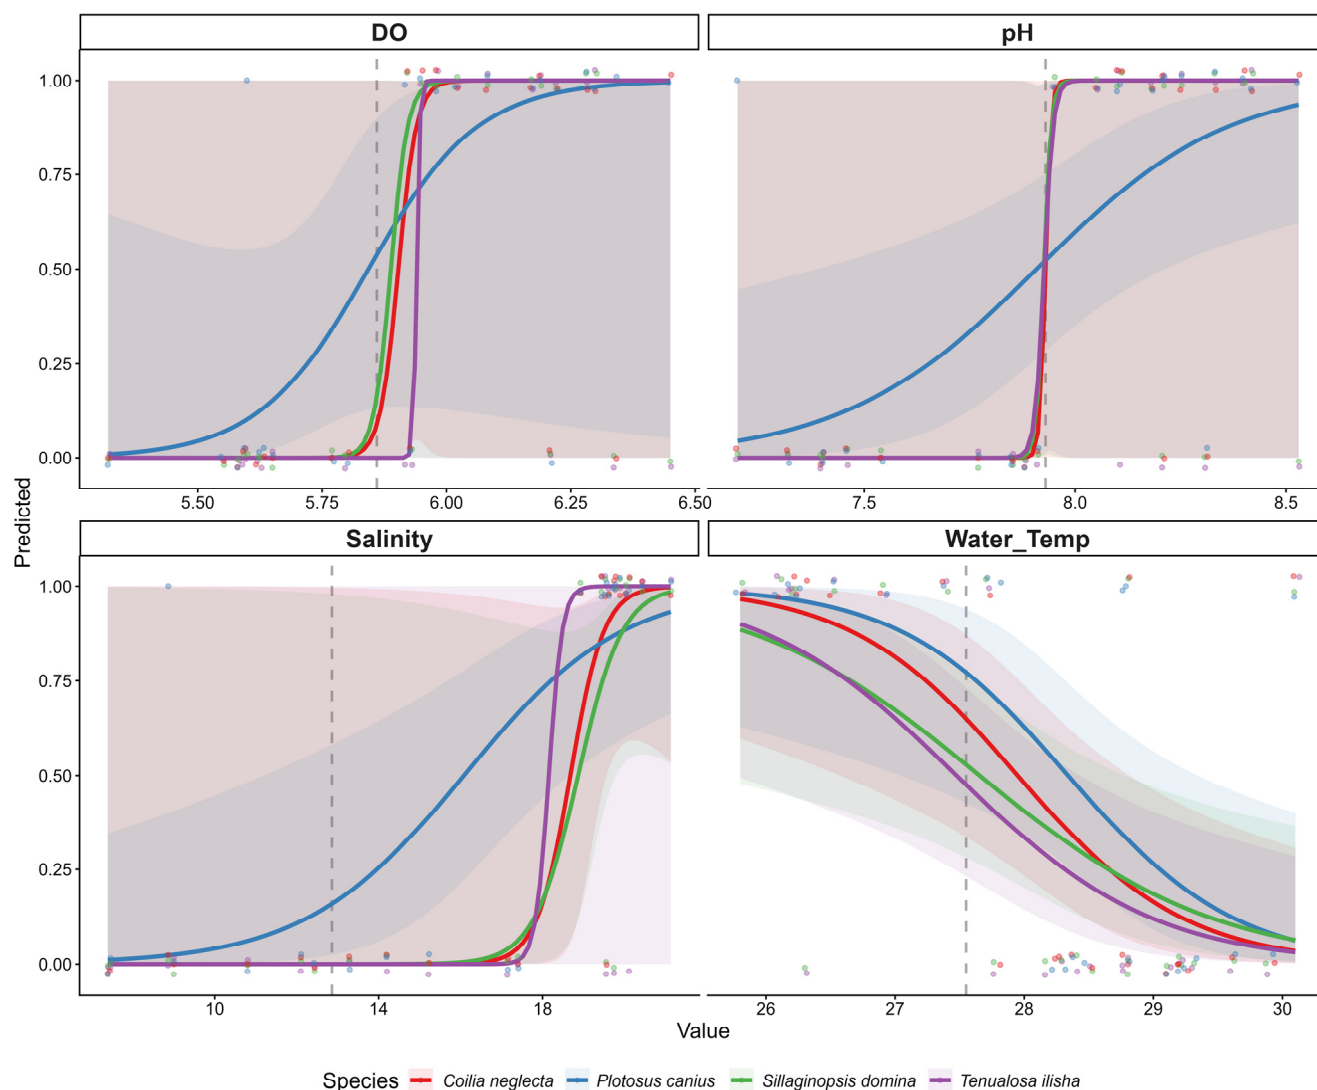 DO
pH
1.00
0.75
0.50
0.25
0.00
5.50 5.75 6.00 6.25 6.50
7.5 8.0 8.5
Salinity
Water_Temp
1.00
0.75
0.50
0.25
0.00
10 14 18
26 27 28 29 30
Predicted
Value
Species Coilia neglecta Plotosus canius Sillaginopsis domina Tenualosa ilisha